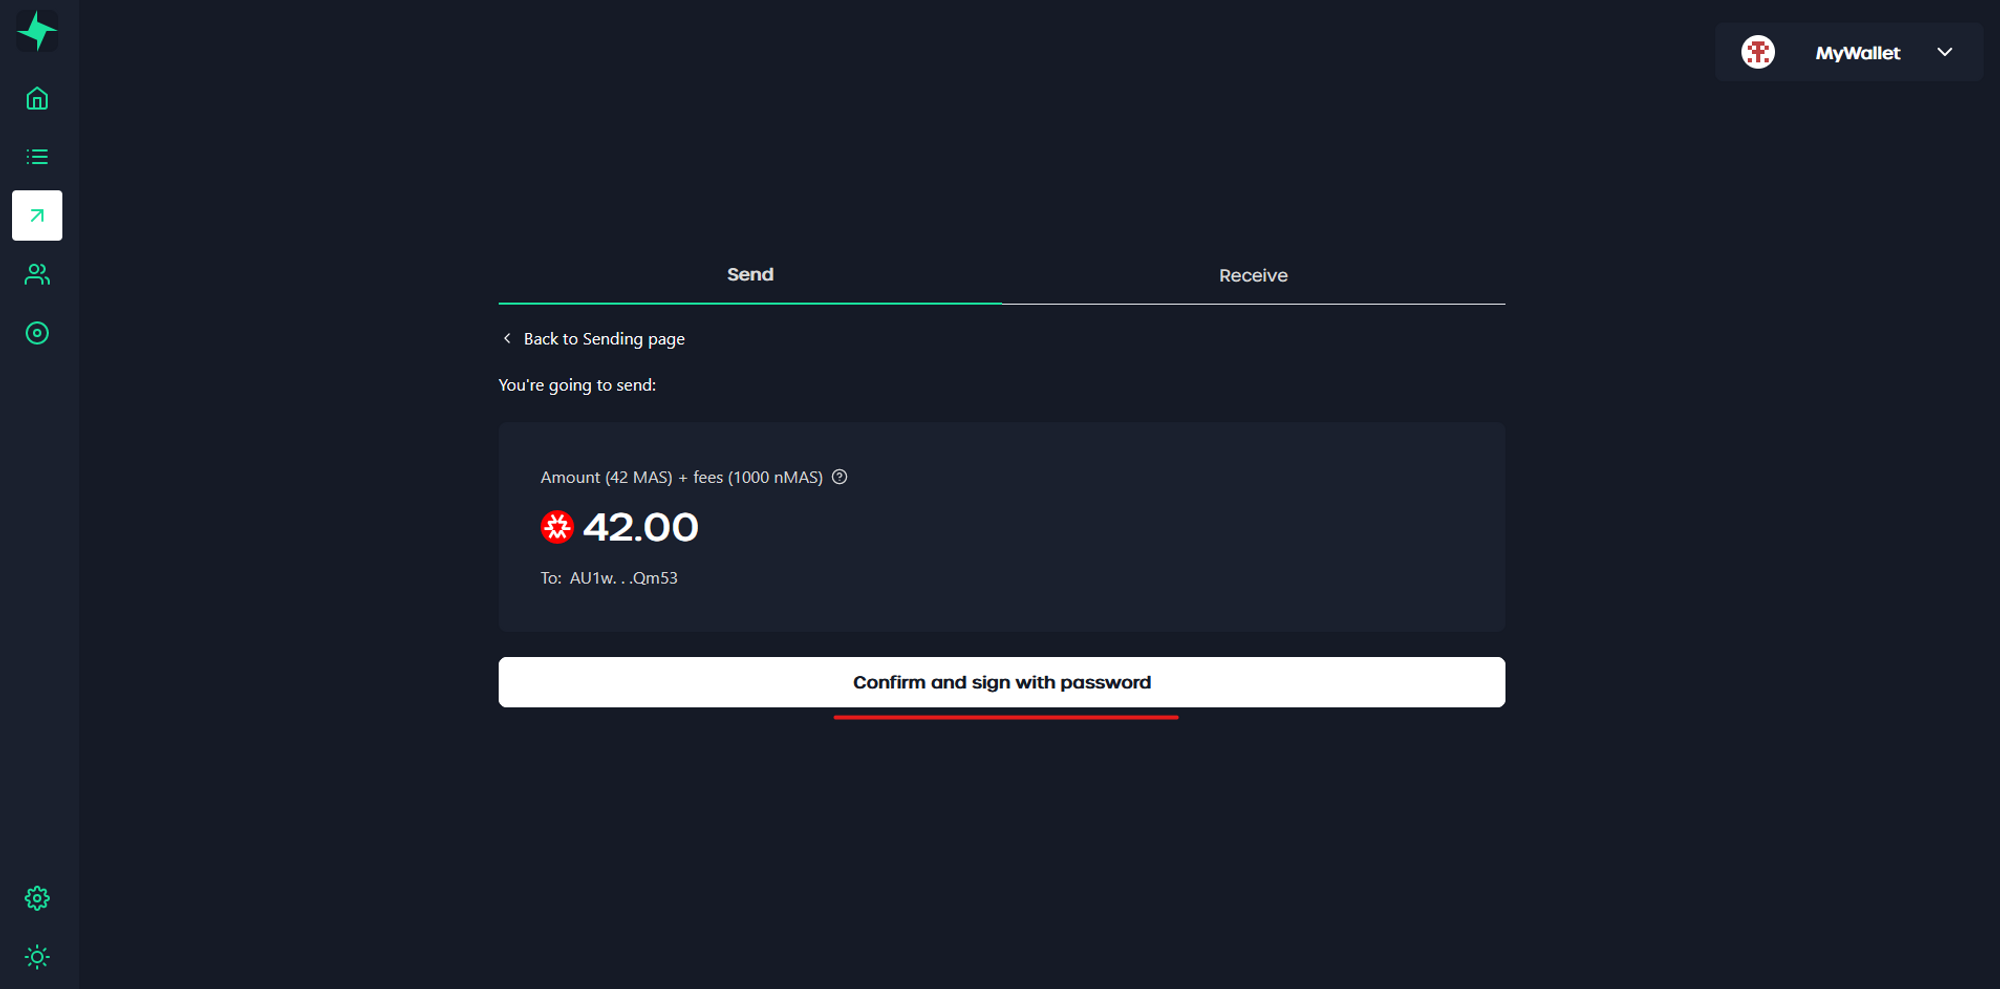 MyWallet
Send
Receive
Back to Sending page
You're going to send:
Amount (42 MAS) + fees (1000 nMAS)
42.00
To: AU1w. . .Qm53
Confirm and sign with password